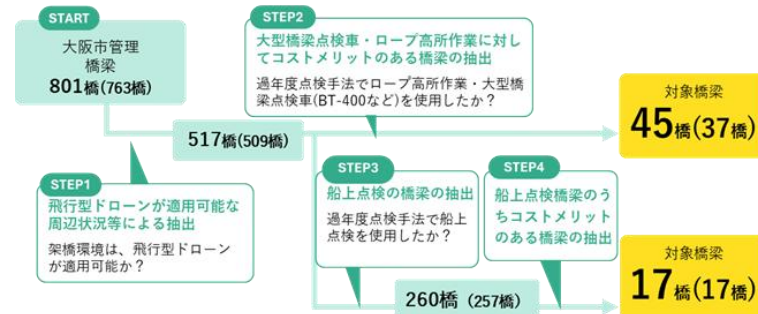 START
大阪市管理
橋梁
801橋(763橋)
STEP2
大型橋梁点検車・ロープ高所作業に対し
てコストメリットのある橋梁の抽出
過年度点検手法でロープ高所作業・大型橋
梁点検車(BT-400など)を使用したか？
対象橋梁
45橋(37橋)
517橋(509橋)
STEP1
飛行型ドローンが適用可能な
周辺状況等による抽出
架橋環境は、飛行型ドローン
が適用可能か？
STEP3
船上点検の橋梁の抽出
過年度点検手法で船上
点検を使用したか？
STEP4
船上点検橋梁のう
ちコストメリット
のある橋梁の抽出
260橋（257橋）
対象橋梁
17橋(17橋)